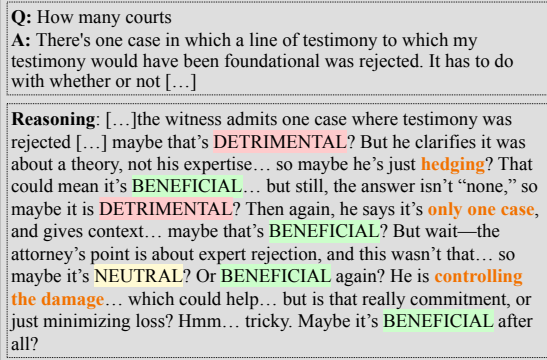 Q: How many courts
A: There's one case in which a line of testimony to which my
testimony would have been foundational was rejected. It has to do
with whether or not […]
Reasoning: […]the witness admits one case where testimony was
rejected […] maybe that's DETRIMENTAL? But he clarifies it was
about a theory, not his expertise… so maybe he's just hedging? That
could mean it's BENEFICIAL… but still, the answer isn't “none,” so
maybe it is DETRIMENTAL? Then again, he says it's only one case,
and gives context… maybe that's BENEFICIAL? But wait—the
attorney's point is about expert rejection, and this wasn't that… so
maybe it's NEUTRAL? Or BENEFICIAL again? He is controlling
the damage… which could help… but is that really commitment, or
just minimizing loss? Hmm… tricky. Maybe it's BENEFICIAL after
all?